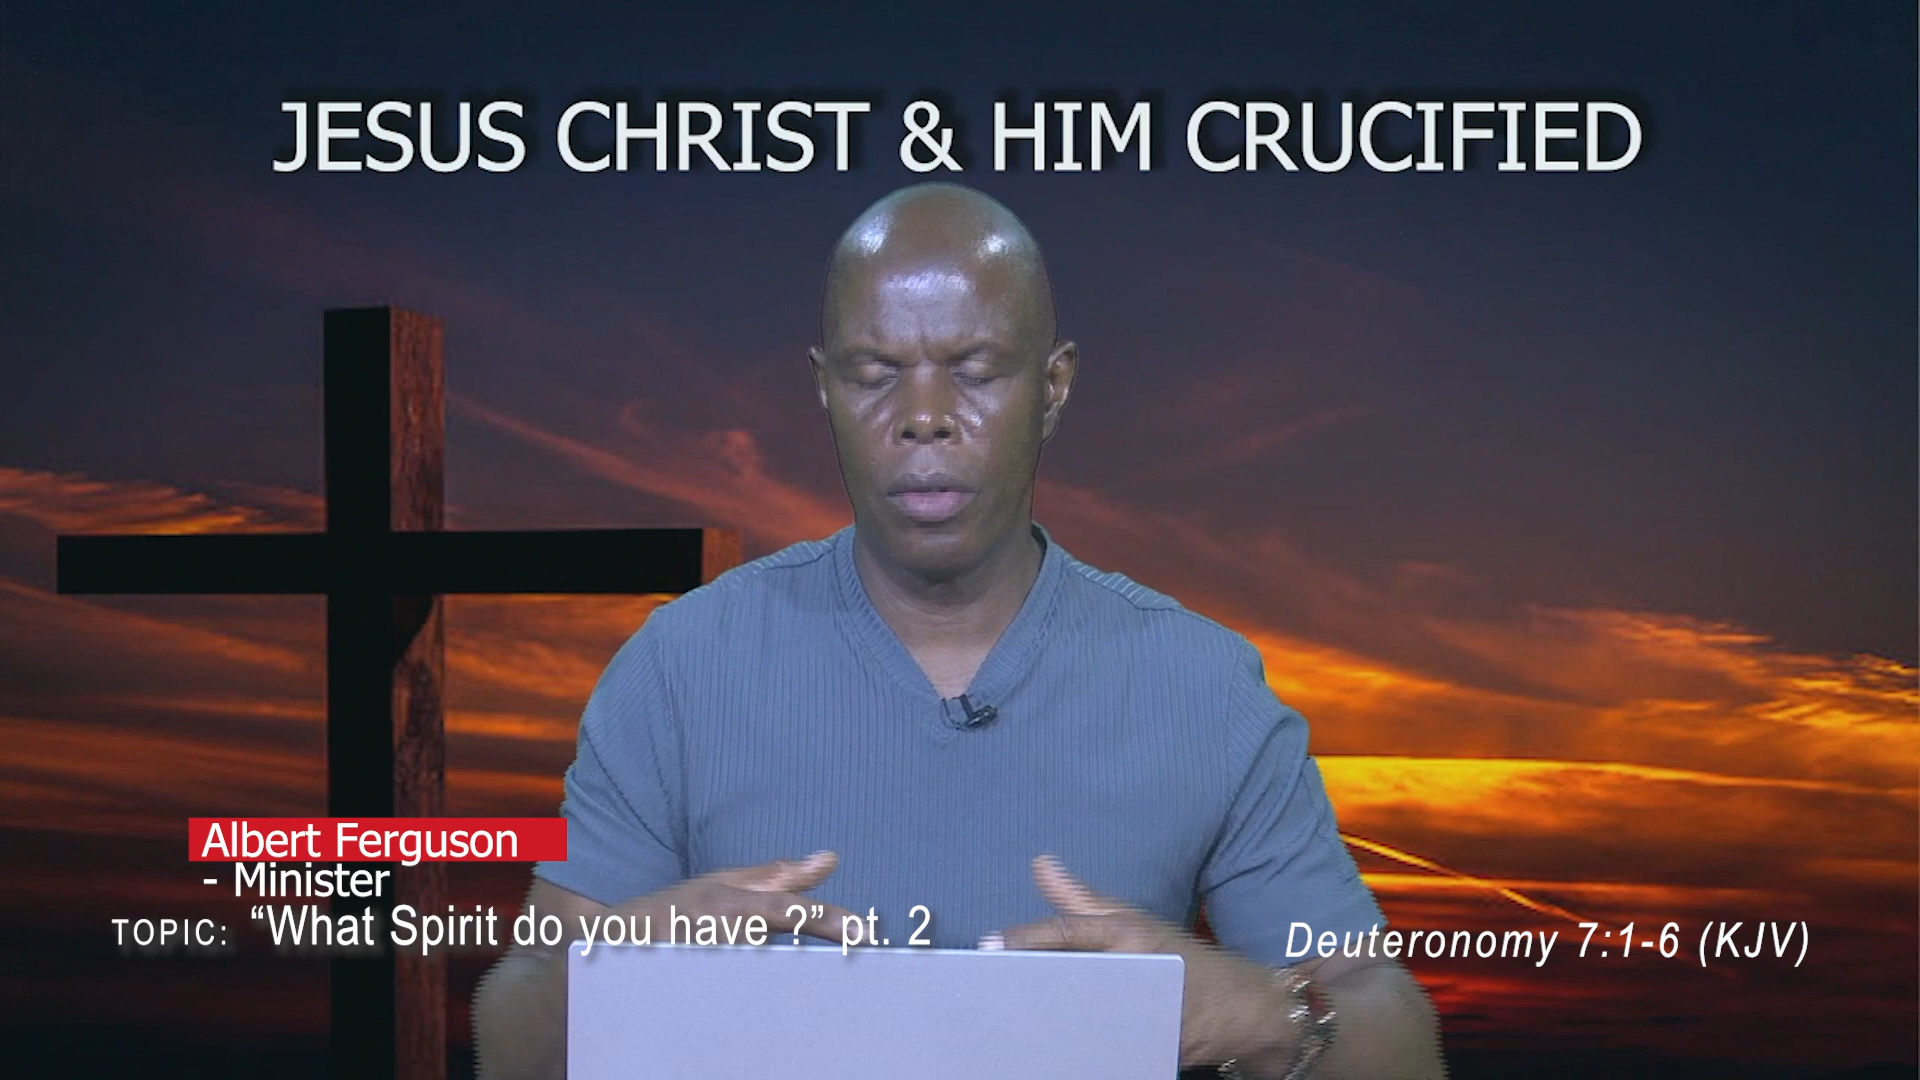 JESUS CHRIST & HIM CRUCIFIED
Albert Ferguson
- Minister
TOPIC: “What Spirit do you have ?” pt. 2
Deuteronomy 7:1-6 (KJV)